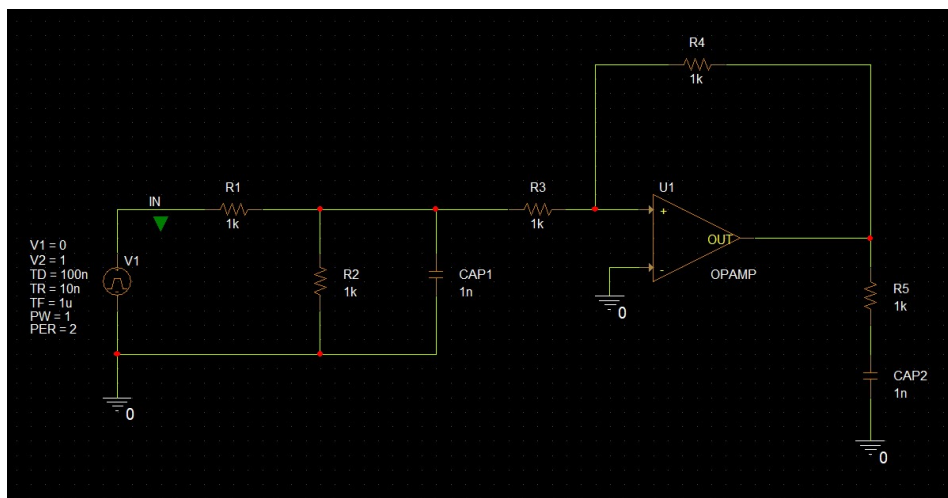 R4
1k
U1
R1
R3
IN
1k
1k
+
V1 = 0
V2 = 1
TD = 100n
TR = 10n
TF = 1u
PW = 1
PER = 2
V1
R2
1k
CAP1
1n
OUT
-
OPAMP
0
R5
1k
CAP2
1n
0
0